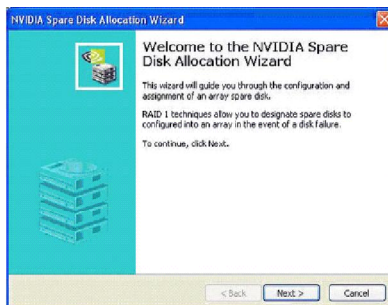 NVIDIA Spare Disk Allocation Wizard
Welcome to the NVIDIA Spare
Disk Allocation Wizard
This wizard will guide you through the configuration and
assignment of an array spare disk.
RAID 1 techniques allow you to designate spare disks to
configured into an array in the event of a disk failure.
To continue, click Next.
< Back Next > Cancel